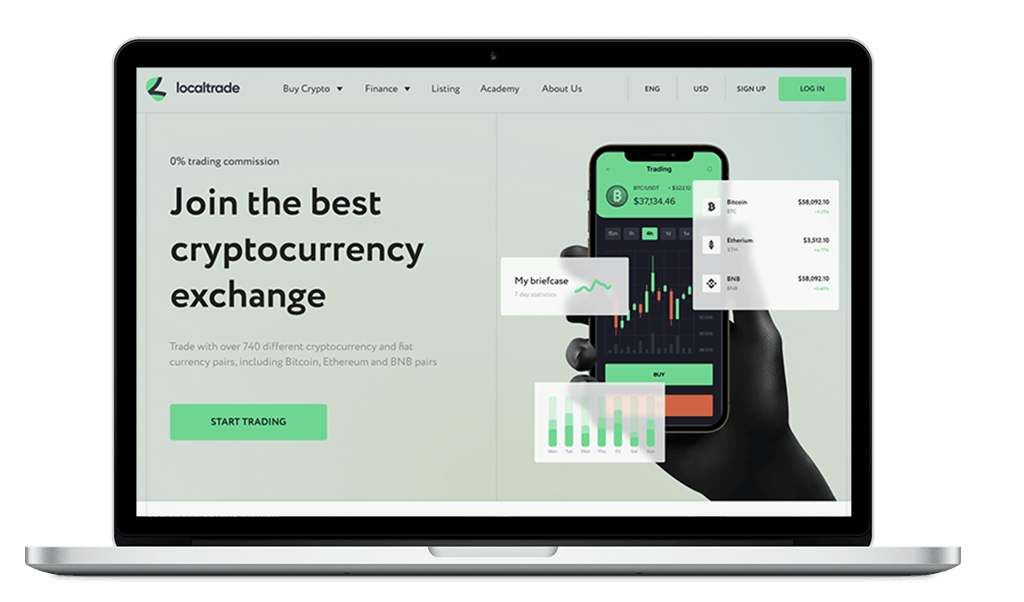 localtrade
Buy Crypto
Finance
Listing
Academy
About Us
ENG
USD
SIGN UP
LOG IN
0% trading commission
Join the best
cryptocurrency
exchange
Trade with over 740 different cryptocurrency and fiat
currency pairs, including Bitcoin, Ethereum and BNB pairs
START TRADING
Trading
BTC/USDT
$37,134.46
15m 1h 4h 1d 1w
Bitcoin $58,092.10
BTC
Etherium $3,512.10
ETH
BNB $58,092.10
BNB
My briefcase
7 day statistics
BUY
Mon Tue Wed Thu Fri Sat Sun